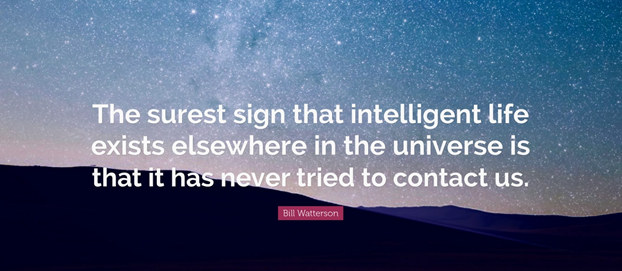 The surest sign that intelligent life
exists elsewhere in the universe is
that it has never tried to contact us.
Bill Watterson